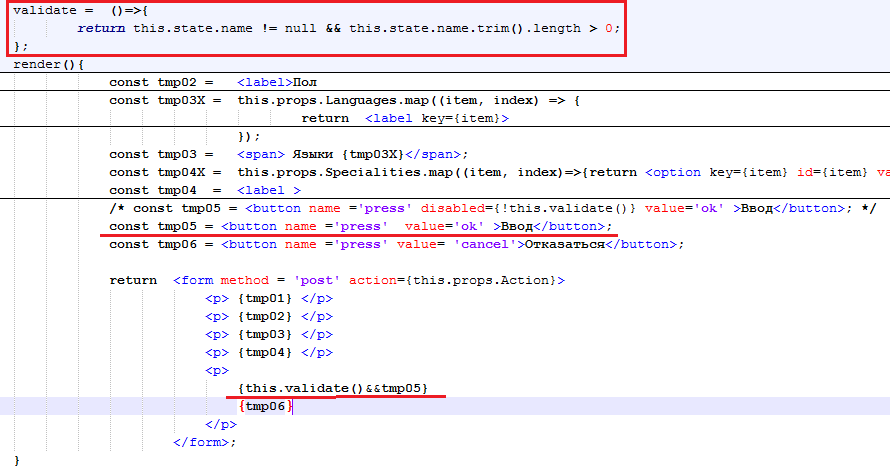 validate =  ()=>{
return this.state.name != null && this.state.name.trim().length > 0;
};
render(){
const tmp02 =   <label>Пол
const tmp03X =  this.props.Languages.map((item, index) => {
return  <label key={item}>
});
const tmp03 =   <span> Языки {tmp03X}</span>;
const tmp04X =  this.props.Specialities.map((item, index)=>{return <option key={item} id={item} va
const tmp04  =  <label >
/* const tmp05 = <button name ='press' disabled={!this.validate()} value='ok' >Ввод</button>; */
const tmp05 = <button name ='press'  value='ok' >Ввод</button>;
const tmp06 = <button name ='press' value= 'cancel'>Отказаться</button>;
return  <form method = 'post' action={this.props.Action}>
<p> {tmp01} </p>
<p> {tmp02} </p>
<p> {tmp03} </p>
<p> {tmp04} </p>
<p>
{this.validate()&&tmp05}
{tmp06}
</p>
</form>;
}